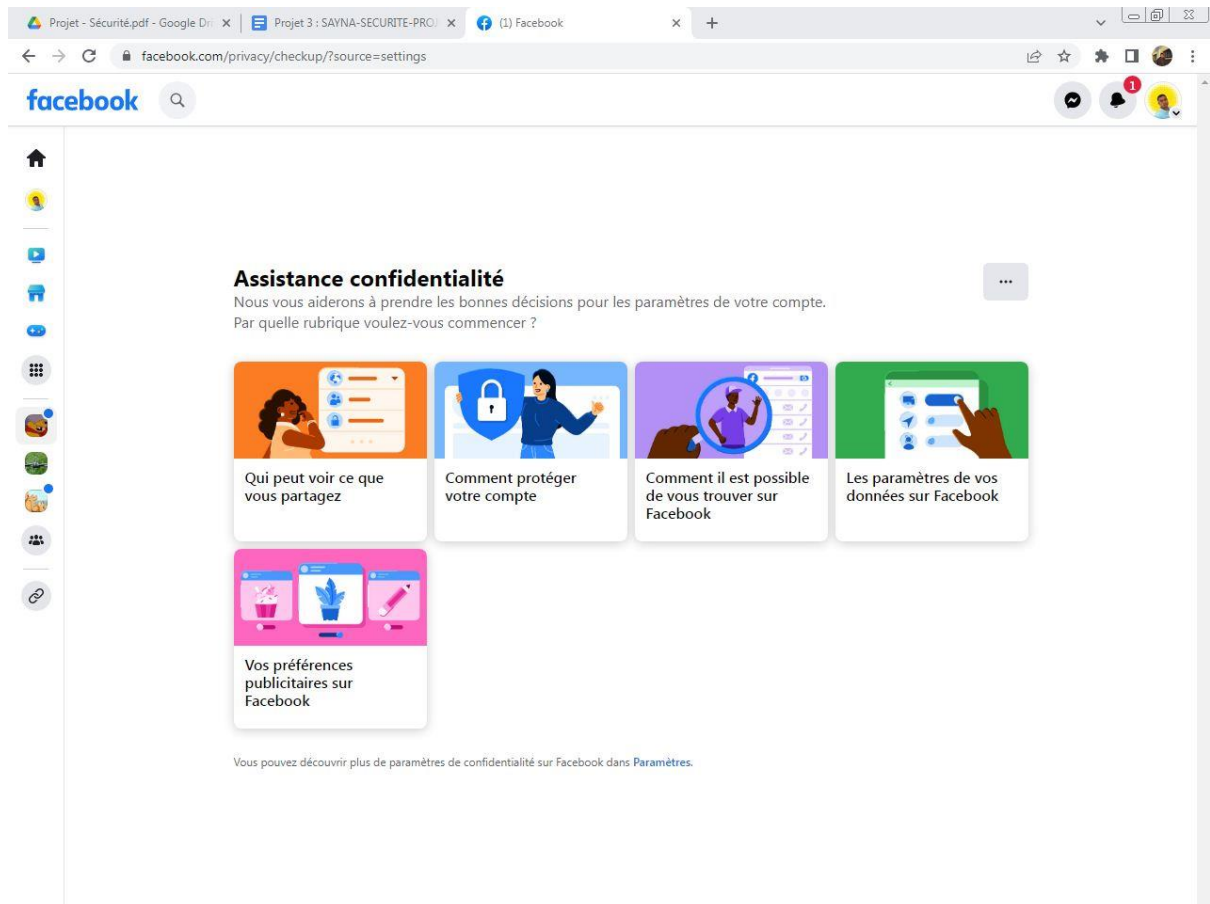 Projet - Sécurité.pdf - Google Dri
Projet 3 : SAYNA-SECURITE-PRO
(1) Facebook
facebook.com/privacy/checkup/?source=settings
facebook
1
Assistance confidentialité
Nous vous aiderons à prendre les bonnes décisions pour les paramètres de votre compte.
Par quelle rubrique voulez-vous commencer ?
Qui peut voir ce que
vous partagez
Comment protéger
votre compte
Comment il est possible
de vous trouver sur
Facebook
Les paramètres de vos
données sur Facebook
Vos préférences
publicitaires sur
Facebook
Vous pouvez découvrir plus de paramètres de confidentialité sur Facebook dans Paramètres.